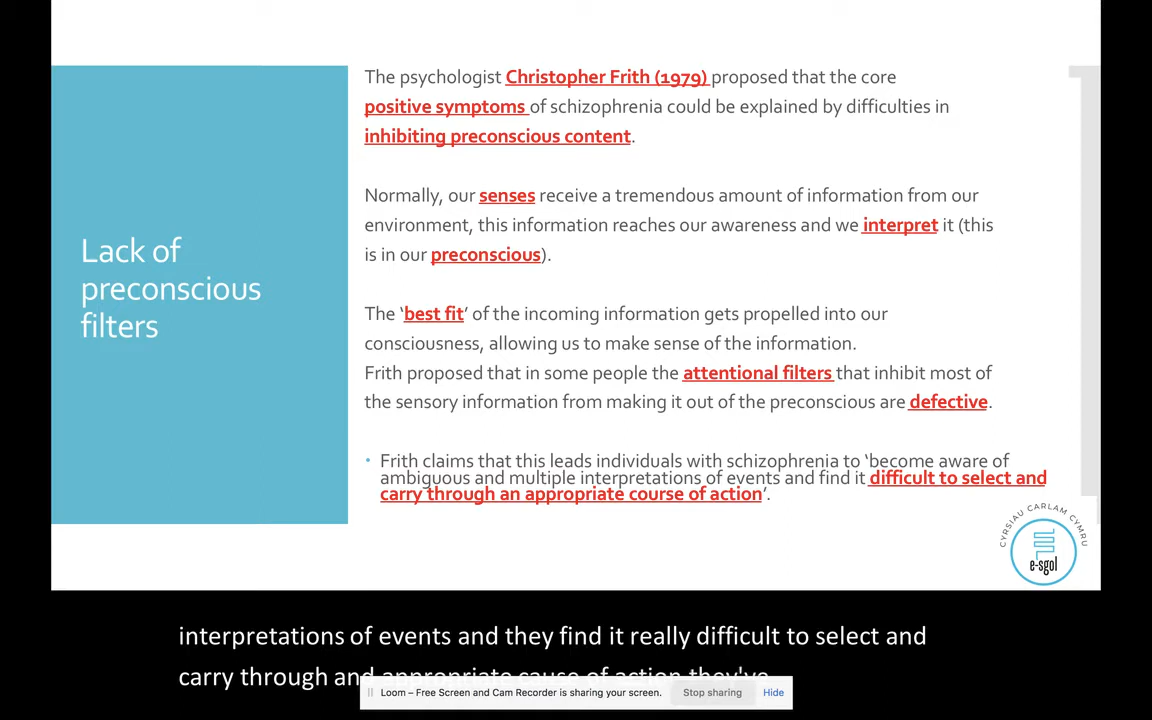 The psychologist Christopher Frith (1979) proposed that the core
positive symptoms of schizophrenia could be explained by difficulties in
inhibiting preconscious content.
Normally, our senses receive a tremendous amount of information from our
environment, this information reaches our awareness and we interpret it (this
is in our preconscious).
Lack of
preconscious
filters
The ‘best fit’ of the incoming information gets propelled into our
consciousness, allowing us to make sense of the information.
Frith proposed that in some people the attentional filters that inhibit most of
the sensory information from making it out of the preconscious are defective.
• Frith claims that this leads individuals with schizophrenia to ‘become aware of
ambiguous and multiple interpretations of events and find it difficult to select and
carry through an appropriate course of action’.
CYRSIAU CARLAM CYMRU
e-sgol
interpretations of events and they find it really difficult to select and
carry through and appropriate cause of action they've
Loom – Free Screen and Cam Recorder is sharing your screen.
Stop sharing
Hide